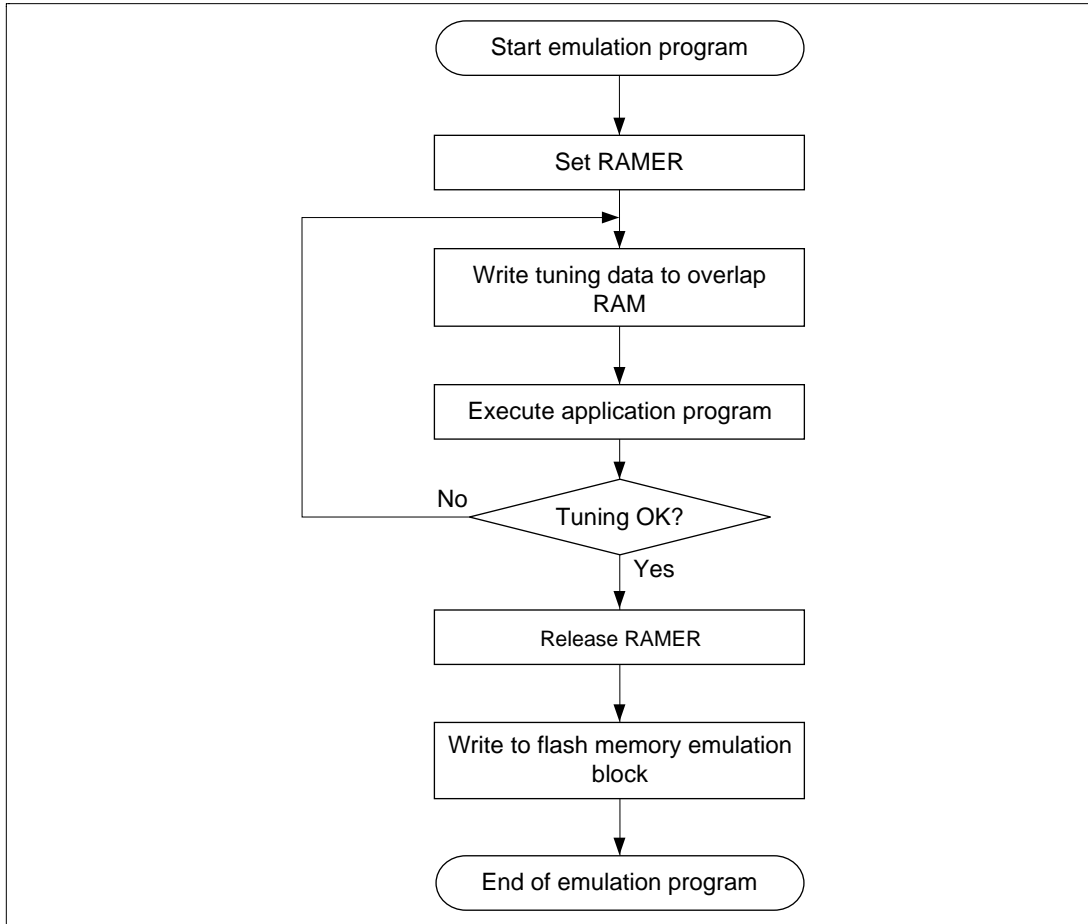 Start emulation program
Set RAMER
Write tuning data to overlap
RAM
Execute application program
No
Tuning OK?
Yes
Release RAMER
Write to flash memory emulation
block
End of emulation program